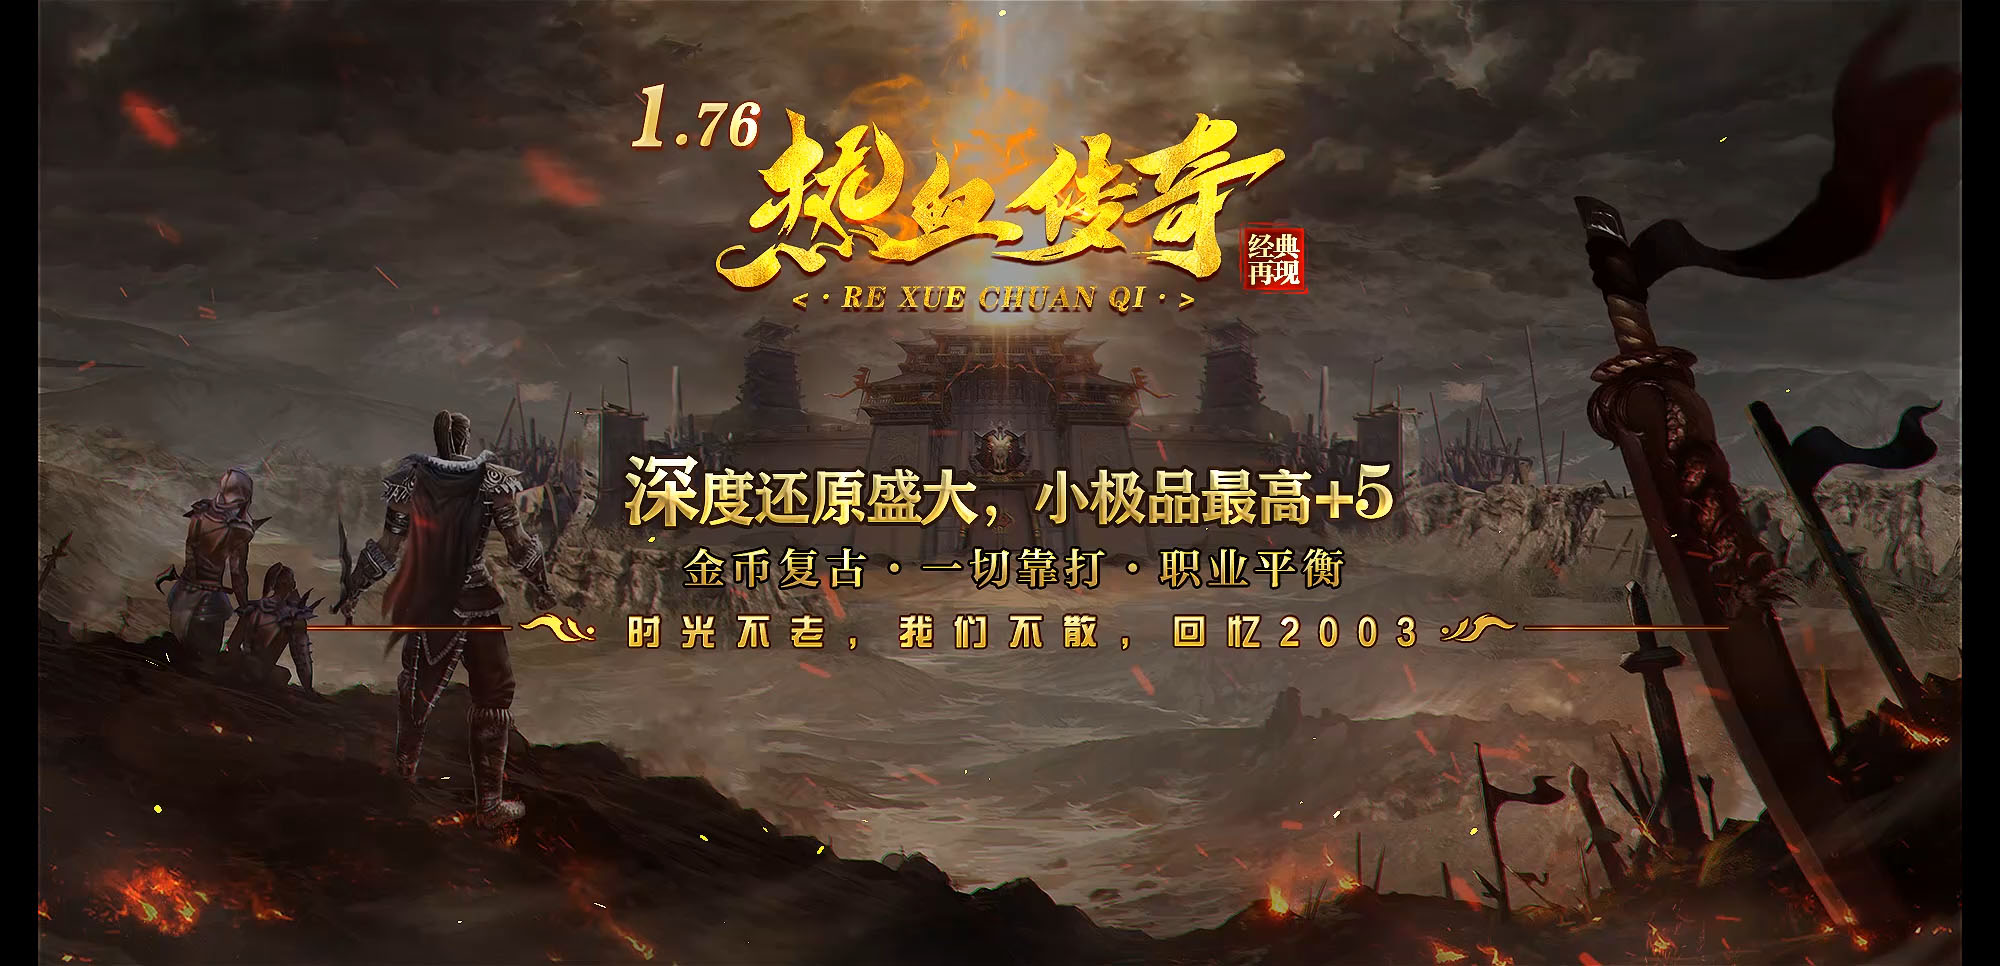 1.76
热血传奇
经典
再现
<·RE XUE CHUAN QI·>
深度还原盛大，小极品最高+5
金币复古·一切靠打·职业平衡
时光不老，我们不散，回忆2003